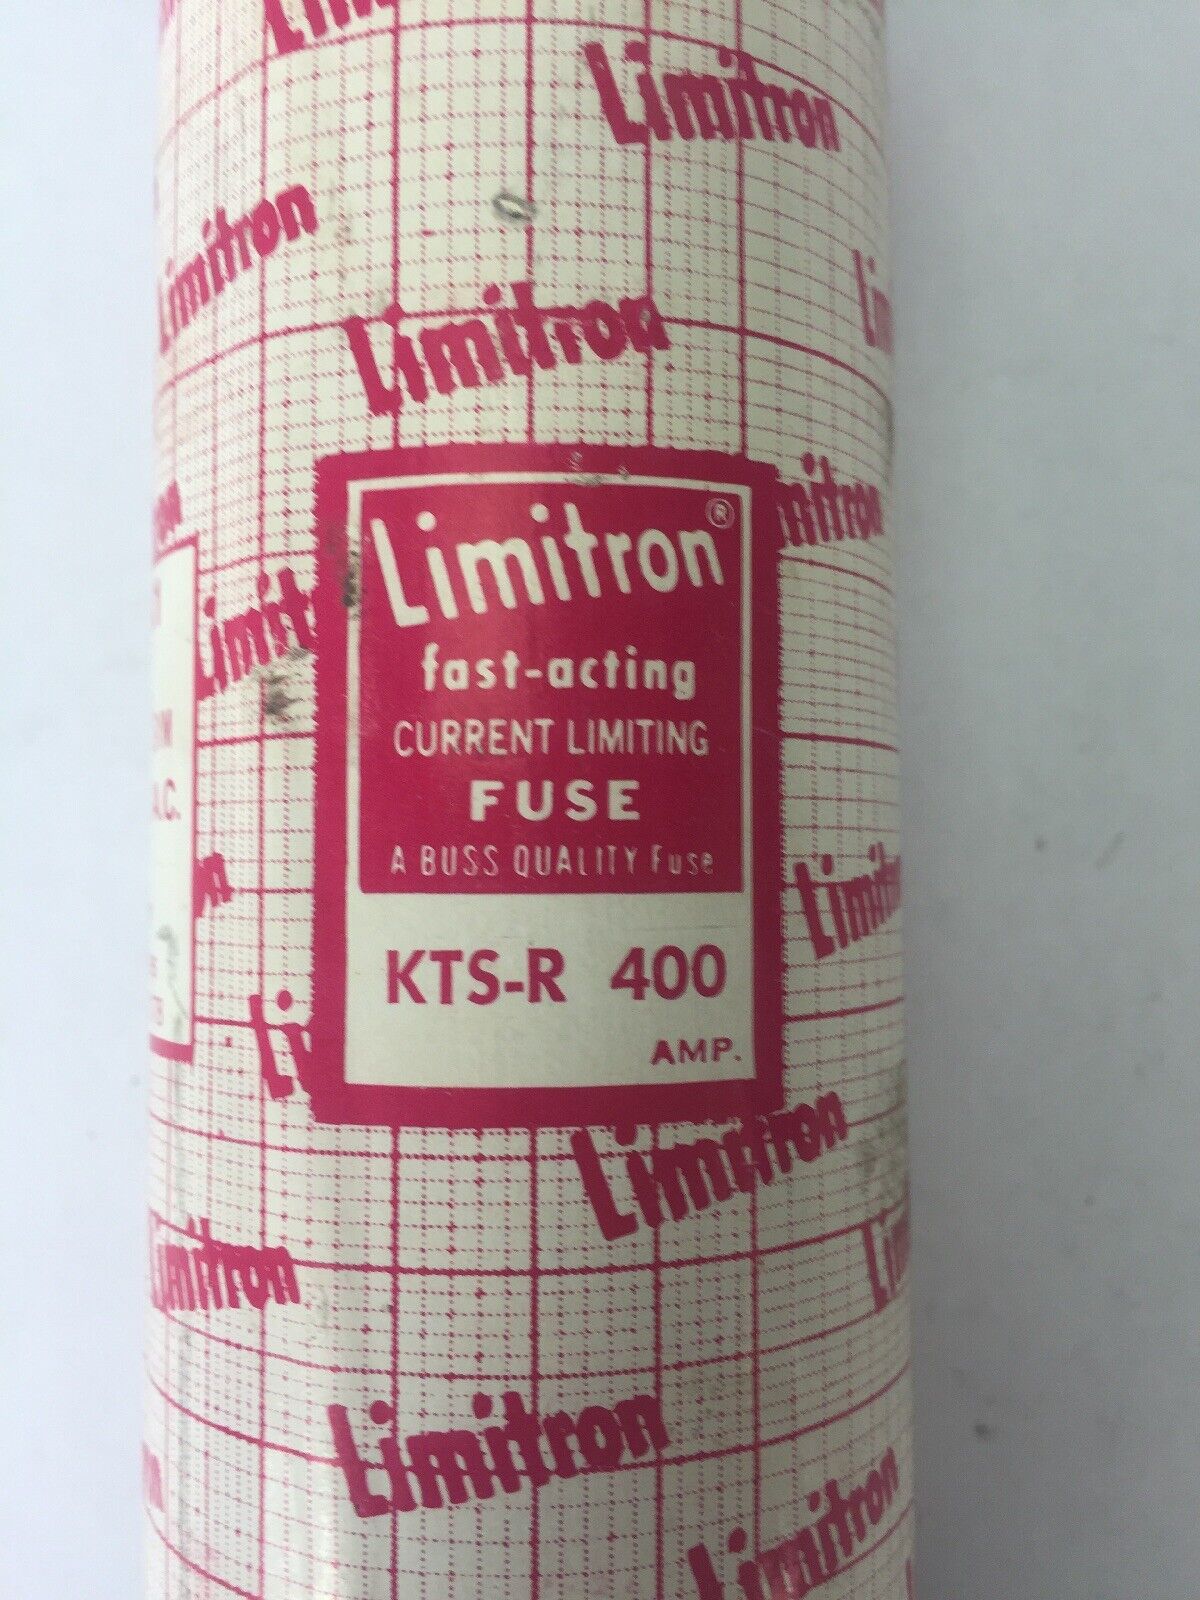 Limitron
Limitron
Limitron
Limitron®
fast-acting
CURRENT LIMITING
FUSE
A BUSS QUALITY Fuse
KTS-R 400
AMP.
A.C.
Limitron
Limitron
Limitron
Limitron